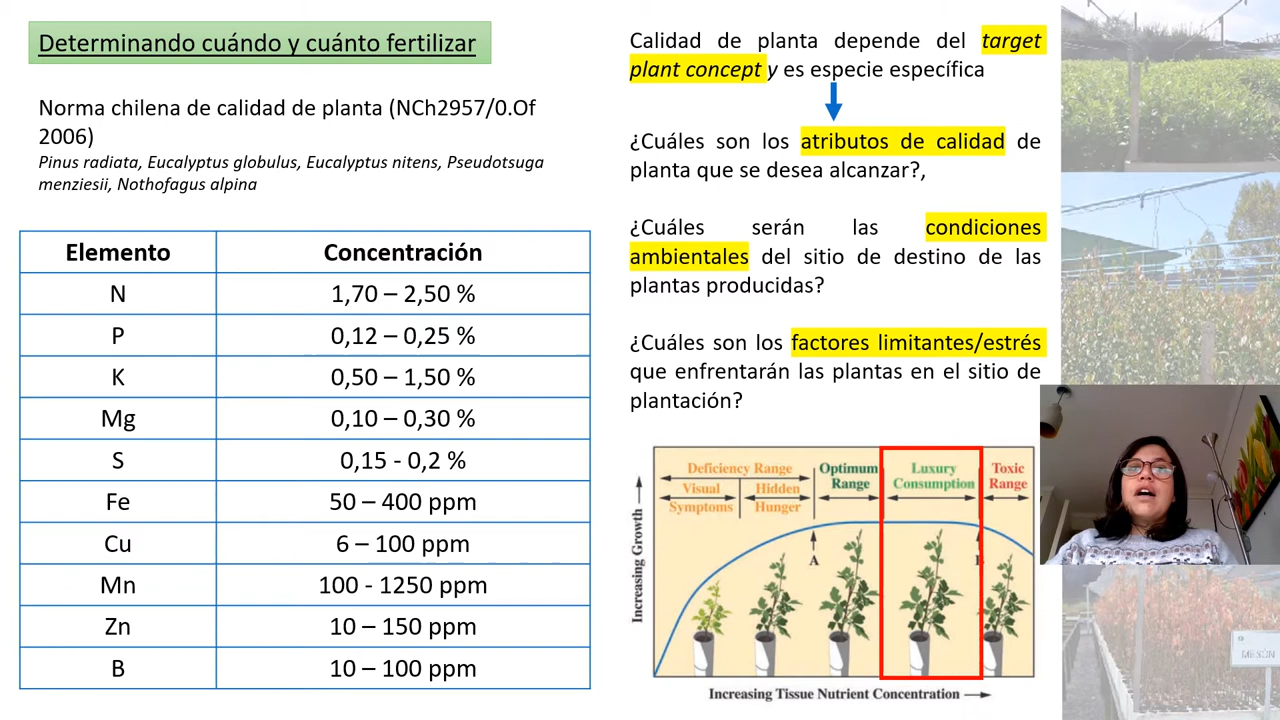 Determinando cuándo y cuánto fertilizar
Norma chilena de calidad de planta (NCh2957/0.Of
2006)
Pinus radiata, Eucalyptus globulus, Eucalyptus nitens, Pseudotsuga
menziesii, Nothofagus alpina
Elemento Concentración
N 1,70 – 2,50 %
P 0,12 – 0,25 %
K 0,50 – 1,50 %
Mg 0,10 – 0,30 %
S 0,15 - 0,2 %
Fe 50 – 400 ppm
Cu 6 – 100 ppm
Mn 100 - 1250 ppm
Zn 10 – 150 ppm
B 10 – 100 ppm
Calidad de planta depende del target
plant concept y es especie específica
¿Cuáles son los atributos de calidad de
planta que se desea alcanzar?,
¿Cuáles serán las condiciones
ambientales del sitio de destino de las
plantas producidas?
¿Cuáles son los factores limitantes/estrés
que enfrentarán las plantas en el sitio de
plantación?
Deficiency Range
Visual
Symptoms
Hidden
Hunger
Optimum
Range
Luxury
Consumption
Toxic
Range
A
B
Increasing Growth
Increasing Tissue Nutrient Concentration
MESÓN